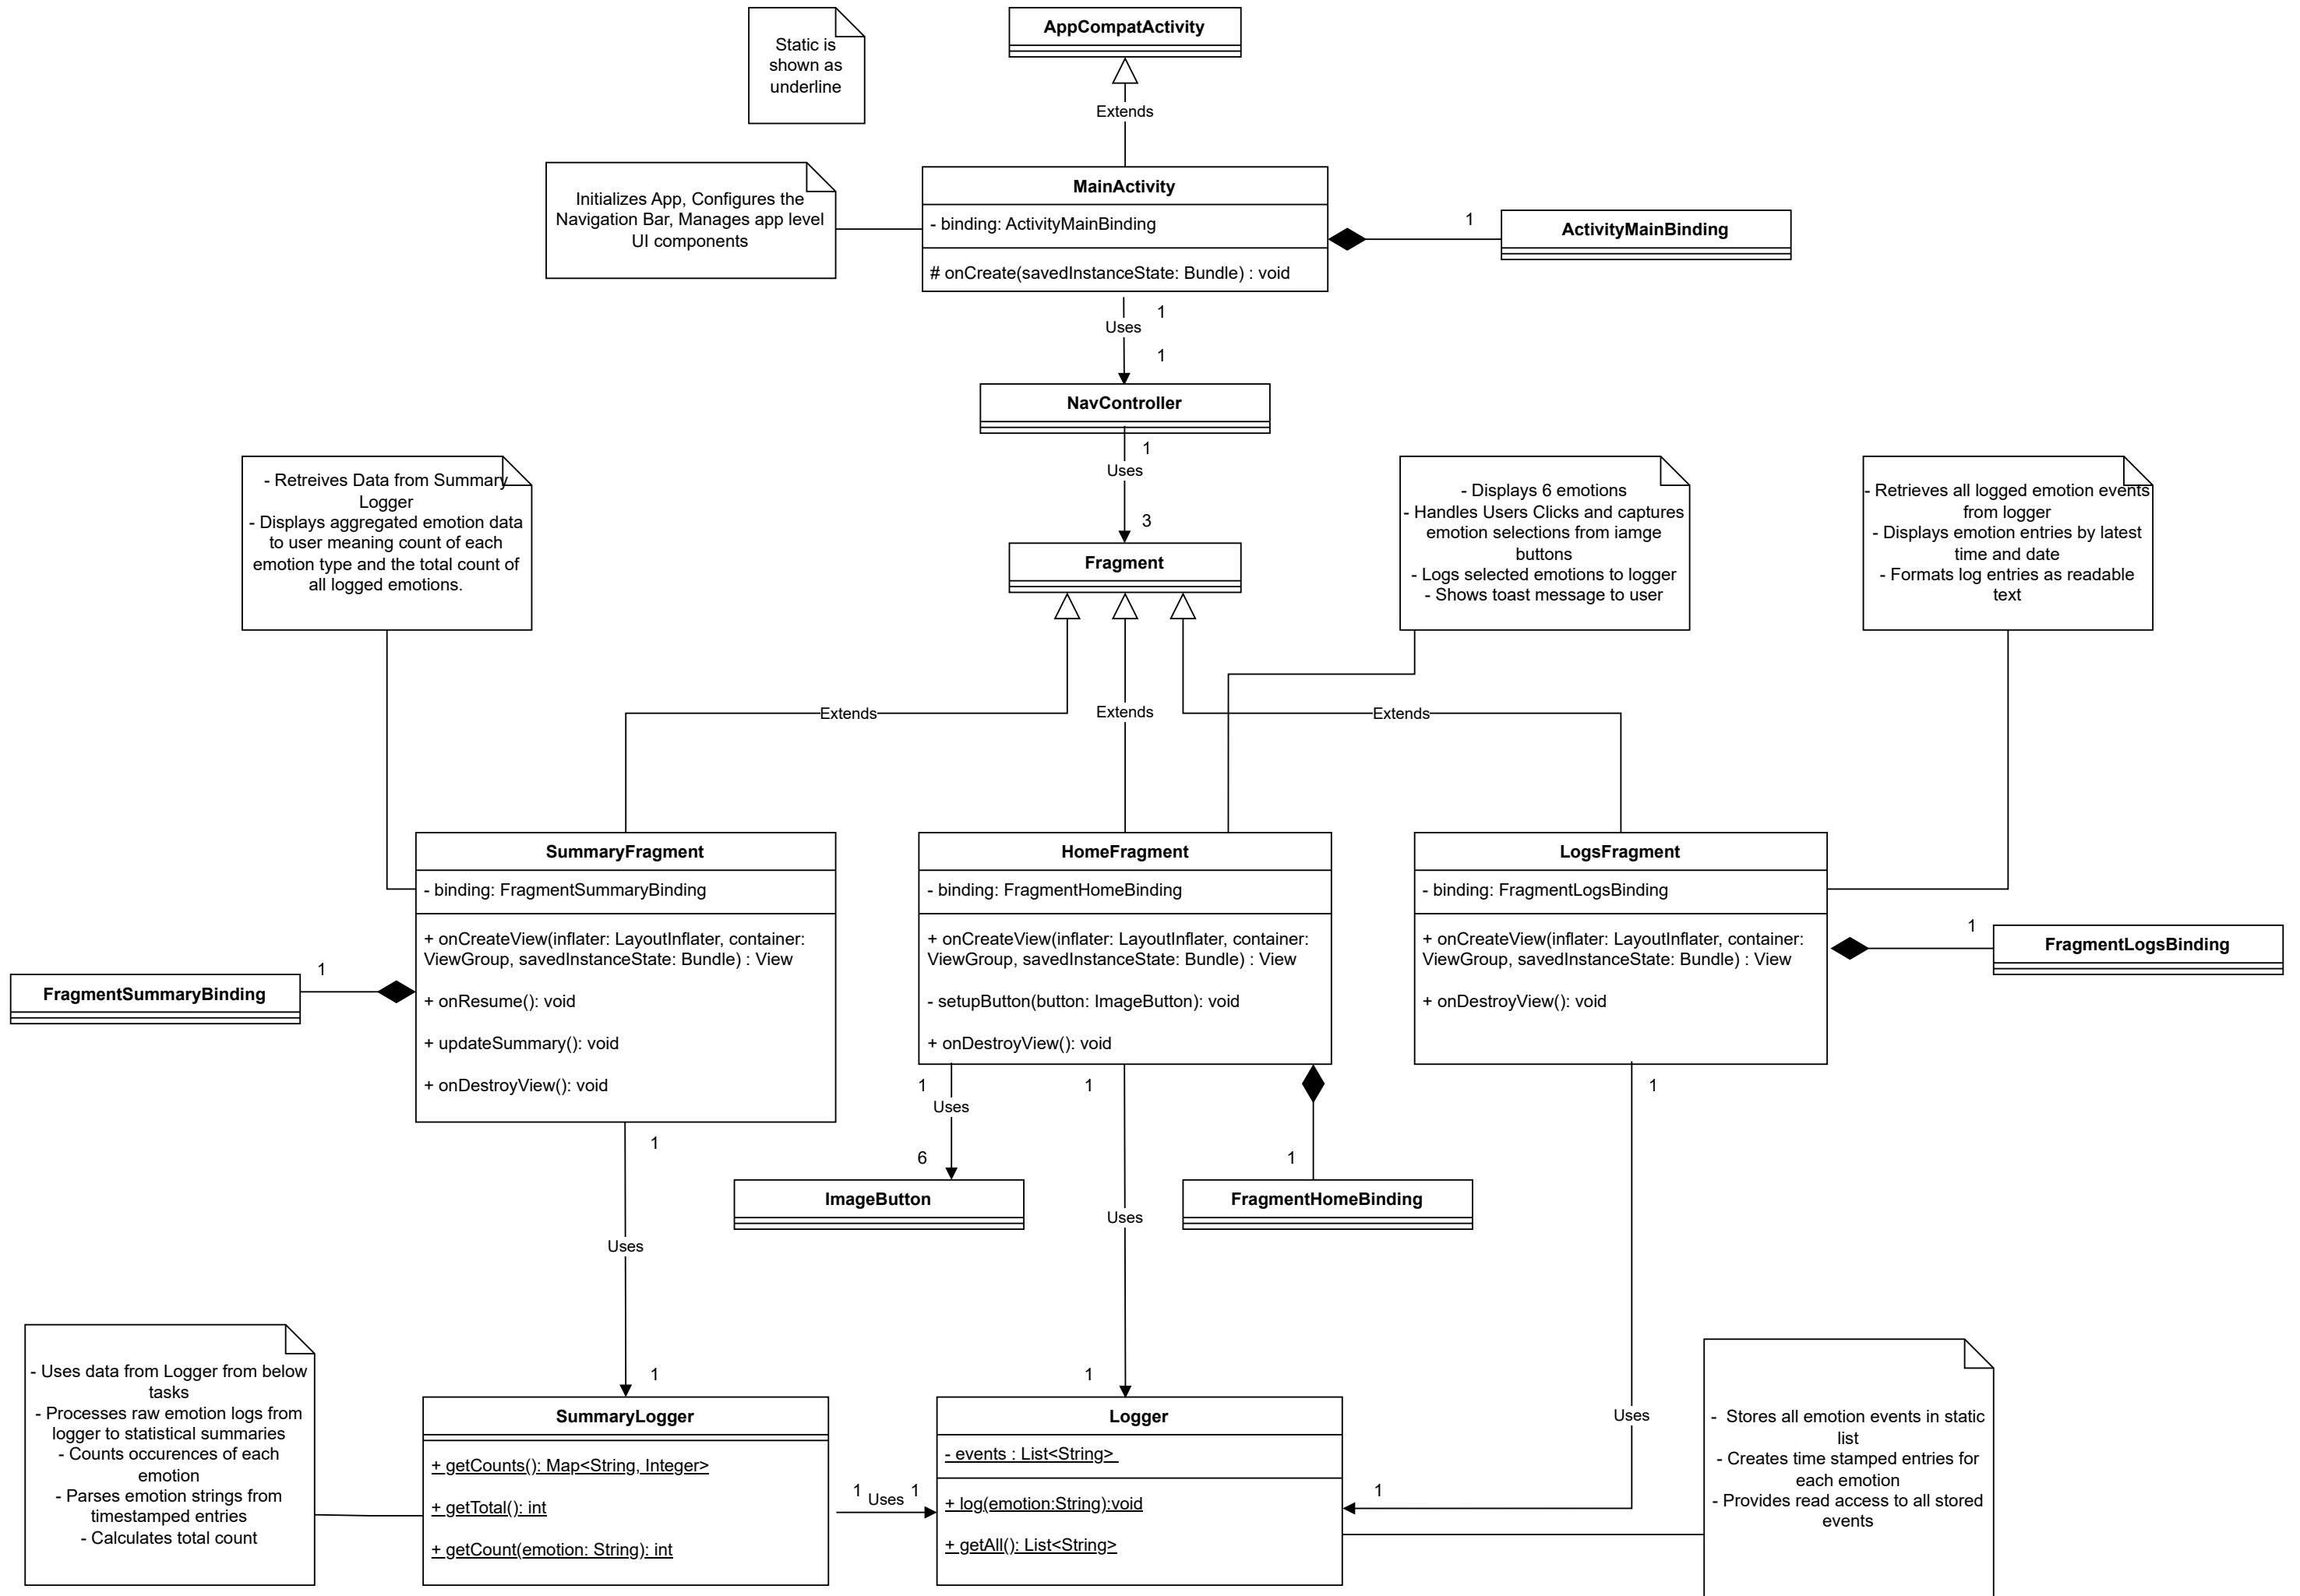 Static is
shown as
underline
AppCompatActivity
Extends
Initializes App, Configures the
Navigation Bar, Manages app level
UI components
MainActivity
- binding: ActivityMainBinding
# onCreate(savedInstanceState: Bundle) : void
1
ActivityMainBinding
1
Uses
1
NavController
1
Uses
3
Fragment
- Retreives Data from Summary
Logger
- Displays aggregated emotion data
to user meaning count of each
emotion type and the total count of
all logged emotions.
- Displays 6 emotions
- Handles Users Clicks and captures
emotion selections from iamge
buttons
- Logs selected emotions to logger
- Shows toast message to user
- Retrieves all logged emotion events
from logger
- Displays emotion entries by latest
time and date
- Formats log entries as readable
text
Extends
Extends
Extends
SummaryFragment
- binding: FragmentSummaryBinding
+ onCreateView(inflater: LayoutInflater, container:
ViewGroup, savedInstanceState: Bundle) : View
+ onResume(): void
+ updateSummary(): void
+ onDestroyView(): void
1
FragmentSummaryBinding
HomeFragment
- binding: FragmentHomeBinding
+ onCreateView(inflater: LayoutInflater, container:
ViewGroup, savedInstanceState: Bundle) : View
- setupButton(button: ImageButton): void
+ onDestroyView(): void
LogsFragment
- binding: FragmentLogsBinding
+ onCreateView(inflater: LayoutInflater, container:
ViewGroup, savedInstanceState: Bundle) : View
+ onDestroyView(): void
1
FragmentLogsBinding
1
Uses
6
ImageButton
1
Uses
1
1
FragmentHomeBinding
1
Uses
1
1
Uses
1
- Uses data from Logger from below
tasks
- Processes raw emotion logs from
logger to statistical summaries
- Counts occurences of each
emotion
- Parses emotion strings from
timestamped entries
- Calculates total count
SummaryLogger
+ getCounts(): Map<String, Integer>
+ getTotal(): int
+ getCount(emotion: String): int
1 Uses 1
Logger
- events : List<String>
+ log(emotion:String):void
+ getAll(): List<String>
- Stores all emotion events in static
list
- Creates time stamped entries for
each emotion
- Provides read access to all stored
events